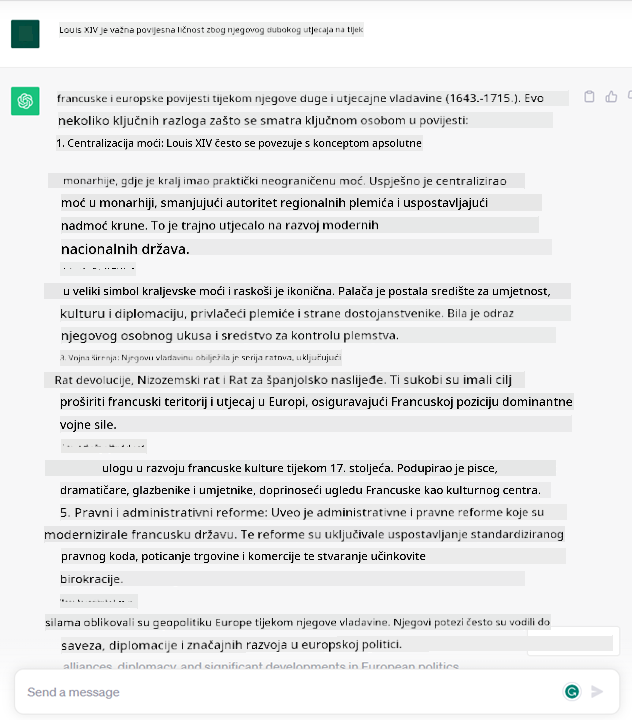 Louis XIV je važna povijesna ličnost zbog njegovog dubokog utjecaja na tijek
francuske i europske povijesti tijekom njegove duge i utjecajne vladavine (1643.-1715.). Evo
nekoliko ključnih razloga zašto se smatra ključnom osobom u povijesti:
1. Centralizacija moći: Louis XIV često se povezuje s konceptom apsolutne
monarhije, gdje je kralj imao praktički neograničenu moć. Uspješno je centralizirao
moć u monarhiji, smanjujući autoritet regionalnih plemića i uspostavljajući
nadmoć krune. To je trajno utjecalo na razvoj modernih
nacionalnih država.
u veliki simbol kraljevske moći i raskoši je ikonična. Palača je postala središte za umjetnost,
kulturu i diplomaciju, privlačeći plemiće i strane dostojanstvenike. Bila je odraz
njegovog osobnog ukusa i sredstvo za kontrolu plemstva.
3. Vojna širenja: Njegovu vladavinu obilježila je serija ratova, uključujući
Rat devolucije, Nizozemski rat i Rat za španjolsko naslijeđe. Ti sukobi su imali cilj
proširiti francuski teritorij i utjecaj u Europi, osiguravajući Francuskoj poziciju dominantne
vojne sile.
ulogu u razvoju francuske kulture tijekom 17. stoljeća. Podupirao je pisce,
dramatičare, glazbenike i umjetnike, doprinoseći ugledu Francuske kao kulturnog centra.
5. Pravni i administrativni reforme: Uveo je administrativne i pravne reforme koje su
modernizirale francusku državu. Te reforme su uključivale uspostavljanje standardiziranog
pravnog koda, poticanje trgovine i komercije te stvaranje učinkovite
birokracije.
silama oblikovali su geopolitiku Europe tijekom njegove vladavine. Njegovi potezi često su vodili do
saveza, diplomacije i značajnih razvoja u europskoj politici.
alliances, diplomacy, and significant developments in European politics.
Send a message